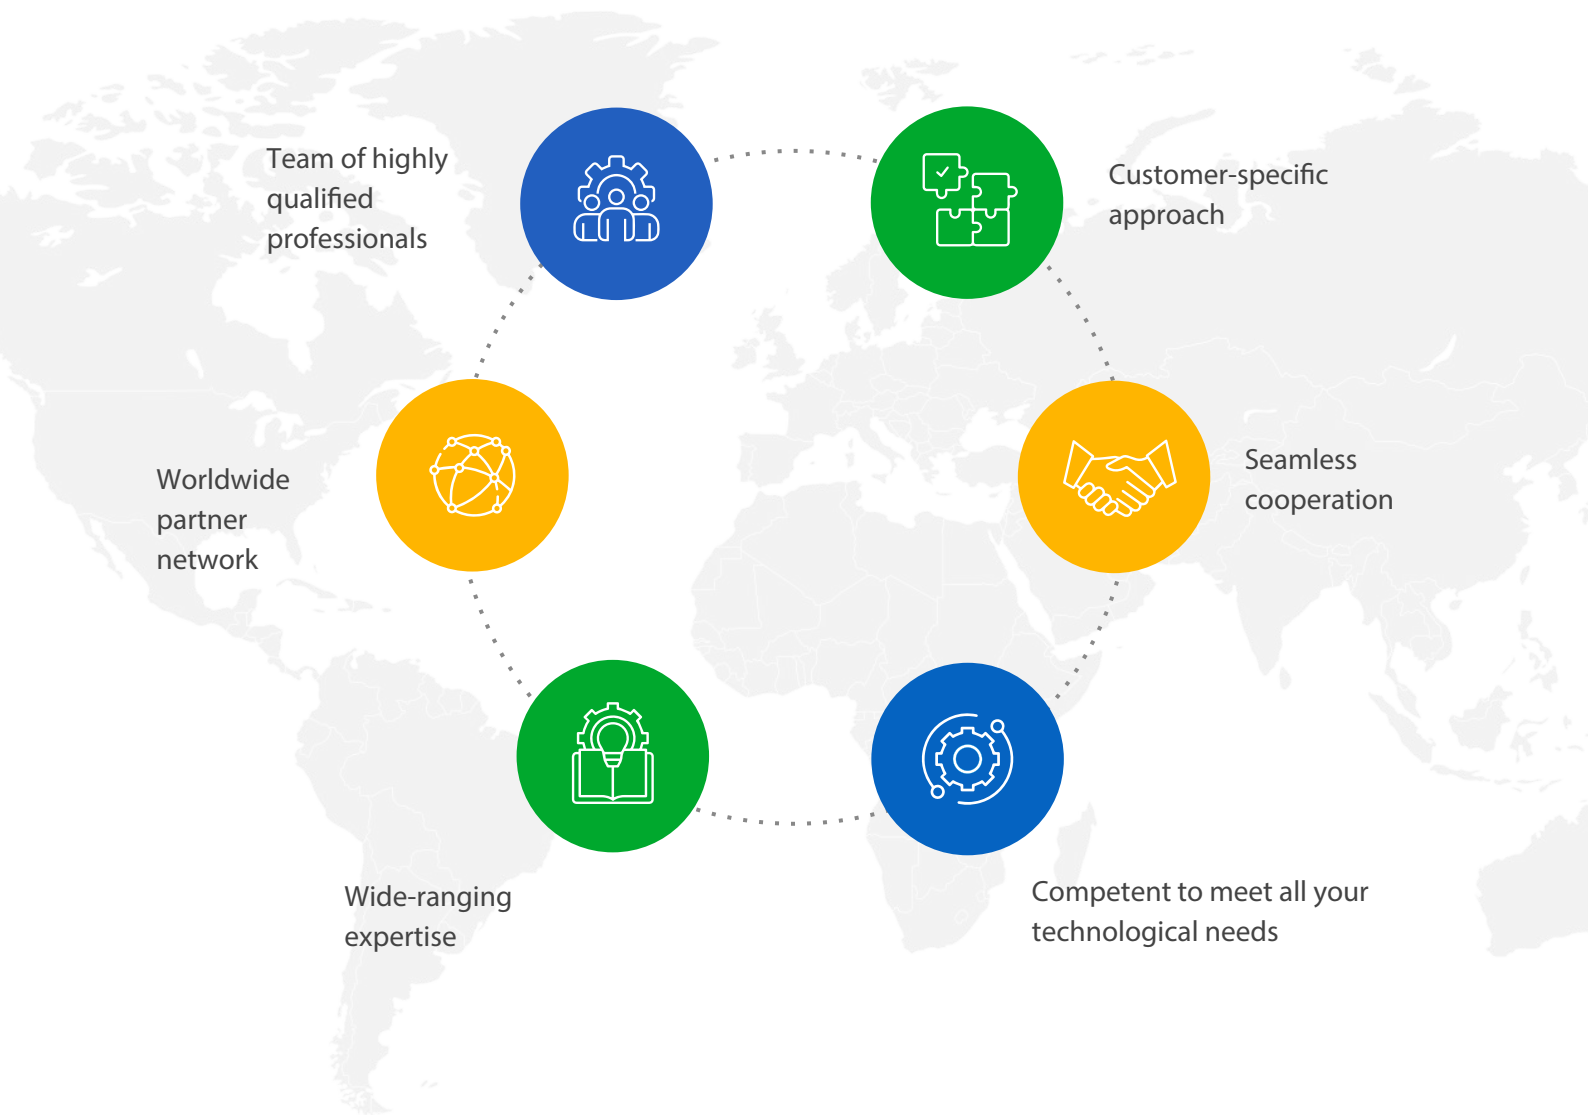 Team of highly
qualified
professionals
Customer-specific
approach
Worldwide
partner
network
Seamless
cooperation
Wide-ranging
expertise
Competent to meet all your
technological needs